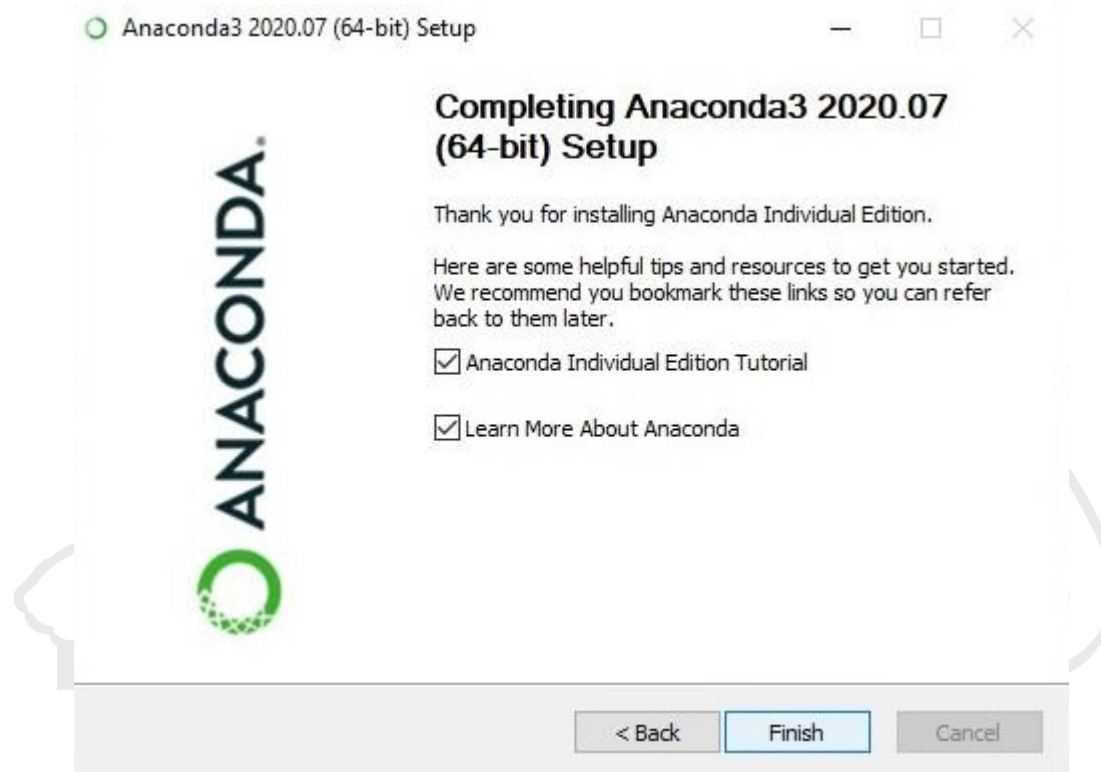 Anaconda3 2020.07 (64-bit) Setup
Completing Anaconda3 2020.07
(64-bit) Setup
Thank you for installing Anaconda Individual Edition.
Here are some helpful tips and resources to get you started.
We recommend you bookmark these links so you can refer
back to them later.
Anaconda Individual Edition Tutorial
Learn More About Anaconda
ANACONDA.
< Back
Finish
Cancel